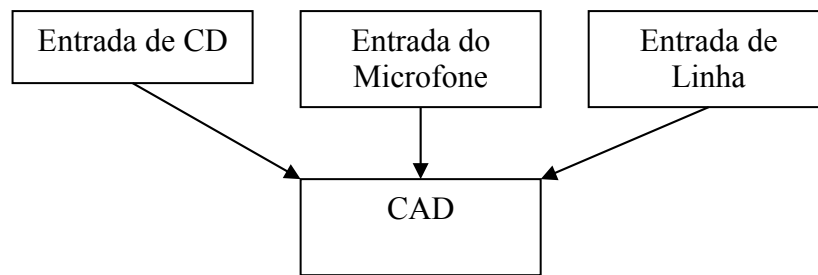 Entrada de CD
Entrada do
Microfone
Entrada de
Linha
CAD